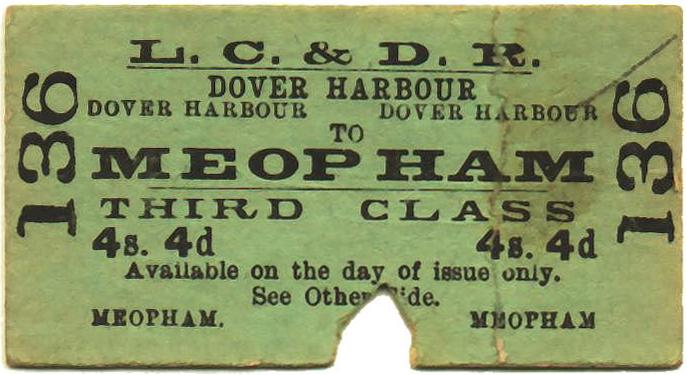 L. C. & D. R.
DOVER HARBOUR
DOVER HARBOUR DOVER HARBOUR
TO
MEOPHAM
THIRD CLASS
4s. 4d 4s. 4d
Available on the day of issue only.
See Other Side.
MEOPHAM. MEOPHAM
136
136